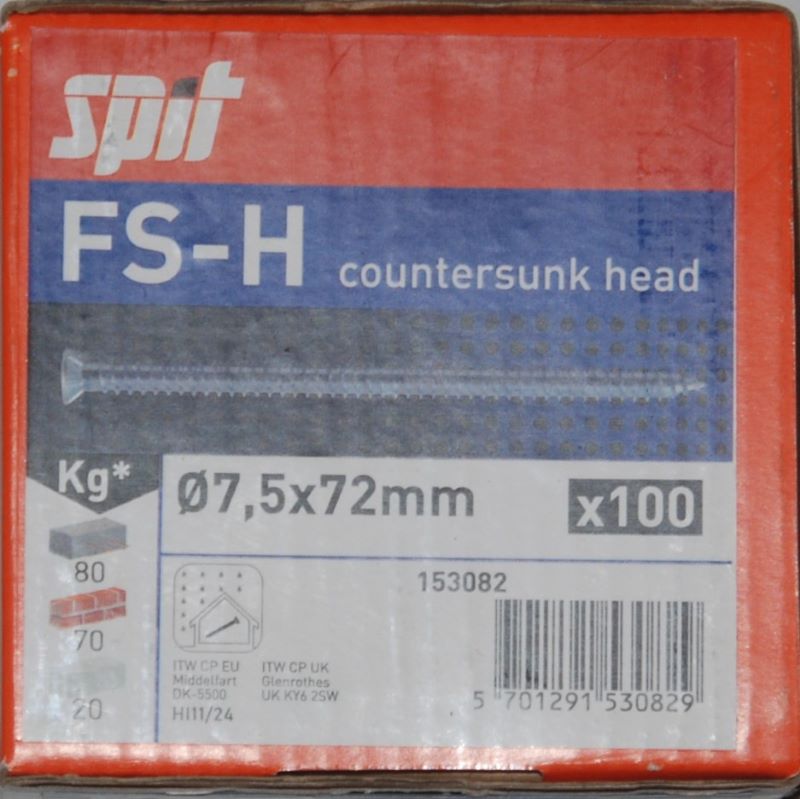 spit
FS-H countersunk head
Kg*
Ø7,5x72mm
x100
80
70
20
153082
ITW CP EU
Middelfart
DK-5500
HI11/24
ITW CP UK
Glenrothes
UK KY6 2SW
5 701291 530829